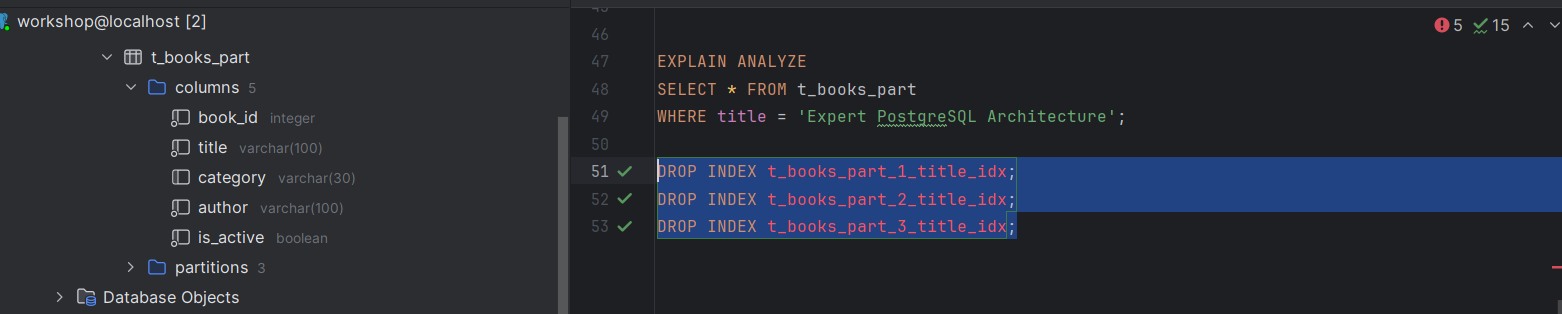 workshop@localhost [2]
t_books_part
columns 5
book_id integer
title varchar(100)
category varchar(30)
author varchar(100)
is_active boolean
partitions 3
Database Objects
5 15
46
47 EXPLAIN ANALYZE
48 SELECT * FROM t_books_part
49 WHERE title = 'Expert PostgreSQL Architecture';
50
51 DROP INDEX t_books_part_1_title_idx;
52 DROP INDEX t_books_part_2_title_idx;
53 DROP INDEX t_books_part_3_title_idx;